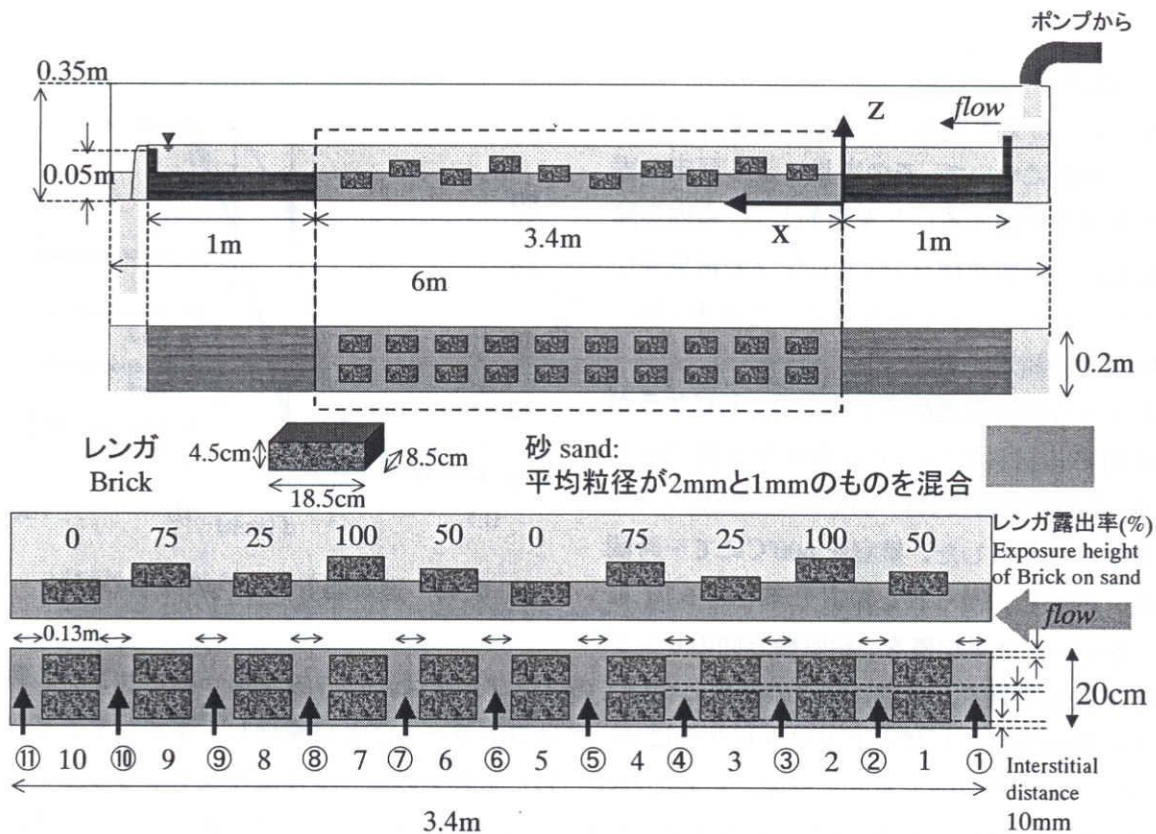 ポンプから
0.35m
flow
Z
0.05m
X
1m
3.4m
1m
6m
0.2m
レンガ
Brick
4.5cm
8.5cm
18.5cm
砂 sand:
平均粒径が2mmと1mmのものを混合
0 75 25 100 50 0 75 25 100 50
レンガ露出率(%)
Exposure height
of Brick on sand
flow
0.13m
20cm
⑪ 10 ⑩ 9 ⑨ 8 ⑧ 7 ⑦ 6 ⑥ 5 ⑤ 4 ④ 3 ③ 2 ② 1 ①
Interstitial
distance
10mm
3.4m